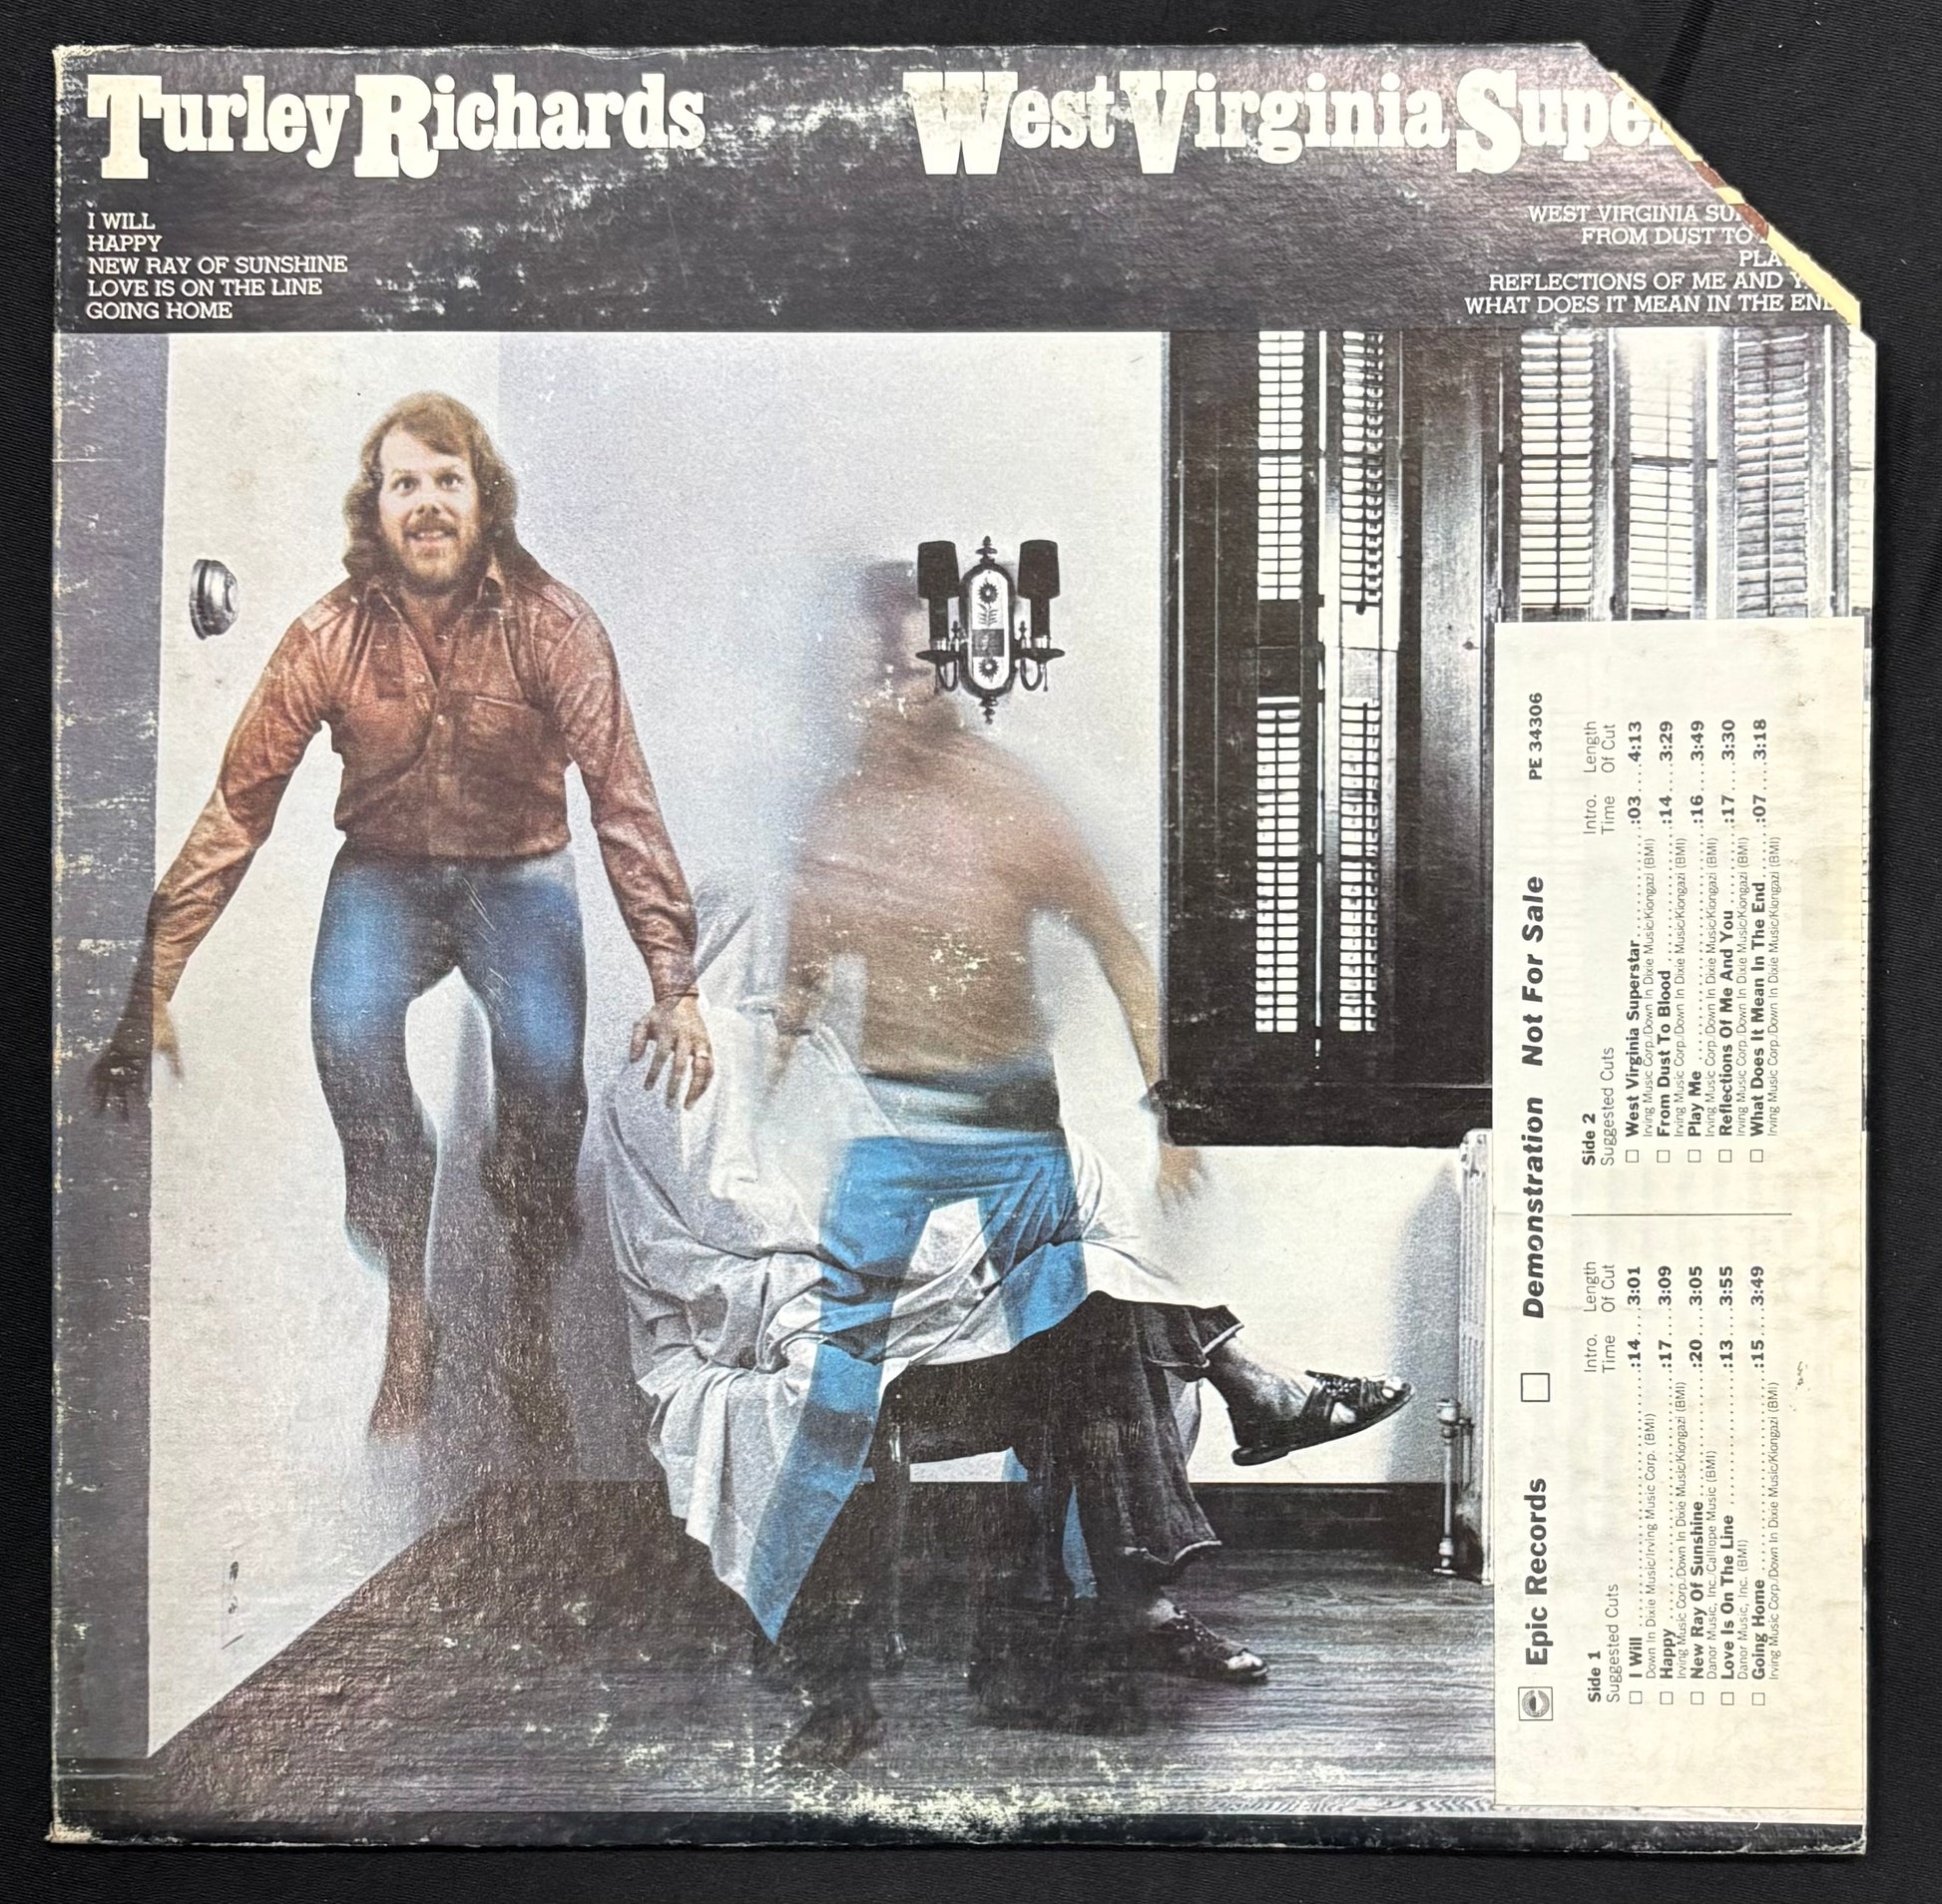 Turley Richards West Virginia Supe
I WILL
HAPPY
NEW RAY OF SUNSHINE
LOVE IS ON THE LINE
GOING HOME
WEST VIRGINIA SU
FROM DUST TO
PLA
REFLECTIONS OF ME AND Y
WHAT DOES IT MEAN IN THE END
Epic Records Demonstration Not For Sale PE 34306
Side 1
Suggested Cuts Intro. Time Length Of Cut
I Will :14 3:01
Down In Dixie Music/Irving Music Corp. (BMI)
Happy :17 3:09
Irving Music Corp./Down In Dixie Music/Kiongazi (BMI)
New Ray Of Sunshine :20 3:05
Danor Music, Inc./Calliope Music (BMI)
Love Is On The Line :13 3:55
Danor Music, Inc. (BMI)
Going Home :15 3:49
Irving Music Corp./Down In Dixie Music/Kiongazi (BMI)
Side 2
Suggested Cuts Intro. Time Length Of Cut
West Virginia Superstar :03 4:13
Irving Music Corp./Down In Dixie Music/Kiongazi (BMI)
From Dust To Blood :14 3:29
Irving Music Corp./Down In Dixie Music/Kiongazi (BMI)
Play Me :16 3:49
Irving Music Corp./Down In Dixie Music/Kiongazi (BMI)
Reflections Of Me And You :17 3:30
Irving Music Corp./Down In Dixie Music/Kiongazi (BMI)
What Does It Mean In The End :07 3:18
Irving Music Corp./Down In Dixie Music/Kiongazi (BMI)